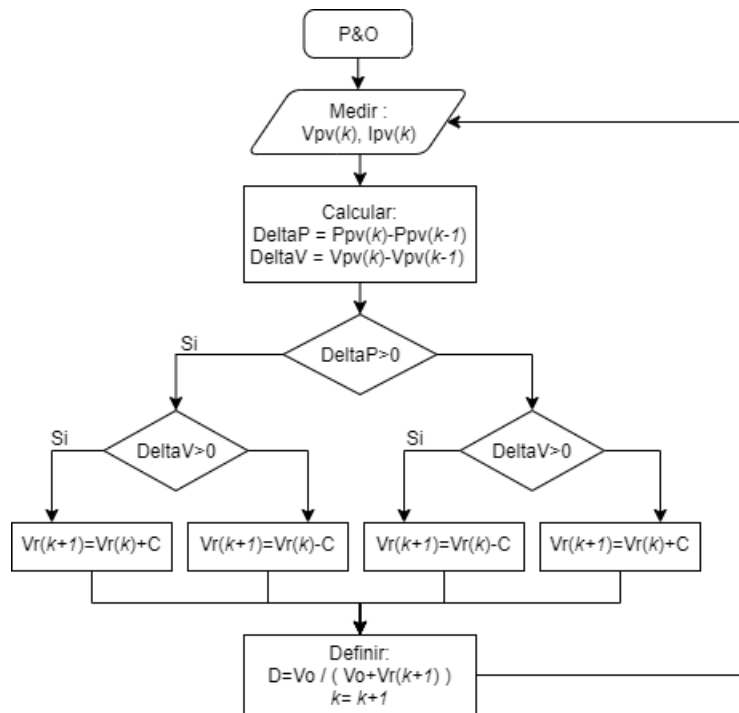 P&O
Medir :
Vpv(k), Ipv(k)
Calcular:
DeltaP = Ppv(k)-Ppv(k-1)
DeltaV = Vpv(k)-Vpv(k-1)
Si
DeltaP>0
Si
DeltaV>0
Si
DeltaV>0
Vr(k+1)=Vr(k)+C
Vr(k+1)=Vr(k)-C
Vr(k+1)=Vr(k)-C
Vr(k+1)=Vr(k)+C
Definir:
D=Vo / ( Vo+Vr(k+1) )
k= k+1